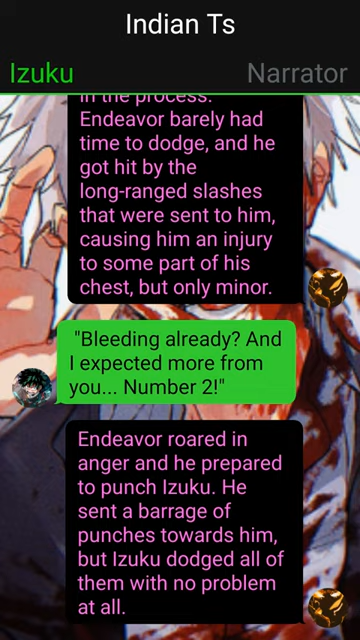 Indian Ts
Izuku
Narrator
in the process.
Endeavor barely had
time to dodge, and he
got hit by the
long-ranged slashes
that were sent to him,
causing him an injury
to some part of his
chest, but only minor.
"Bleeding already? And
I expected more from
you... Number 2!"
Endeavor roared in
anger and he prepared
to punch Izuku. He
sent a barrage of
punches towards him,
but Izuku dodged all of
them with no problem
at all.